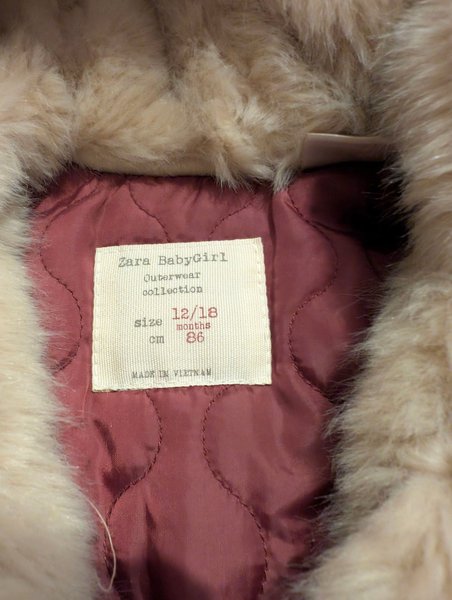 Zara BabyGirl
Outerwear
collection
size 12/18
months
cm 86
MADE IN VIETNAM